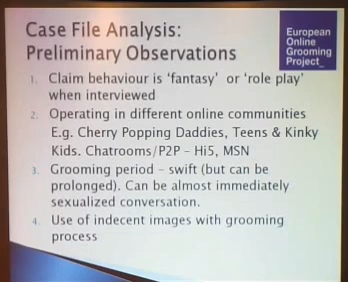 Case File Analysis:
Preliminary Observations
European
Online
Grooming
Project_
1. Claim behaviour is 'fantasy' or 'role play'
when interviewed
2. Operating in different online communities
E.g. Cherry Popping Daddies, Teens & Kinky
Kids. Chatrooms/P2P – Hi5, MSN
3. Grooming period – swift (but can be
prolonged). Can be almost immediately
sexualized conversation.
4. Use of indecent images with grooming
process